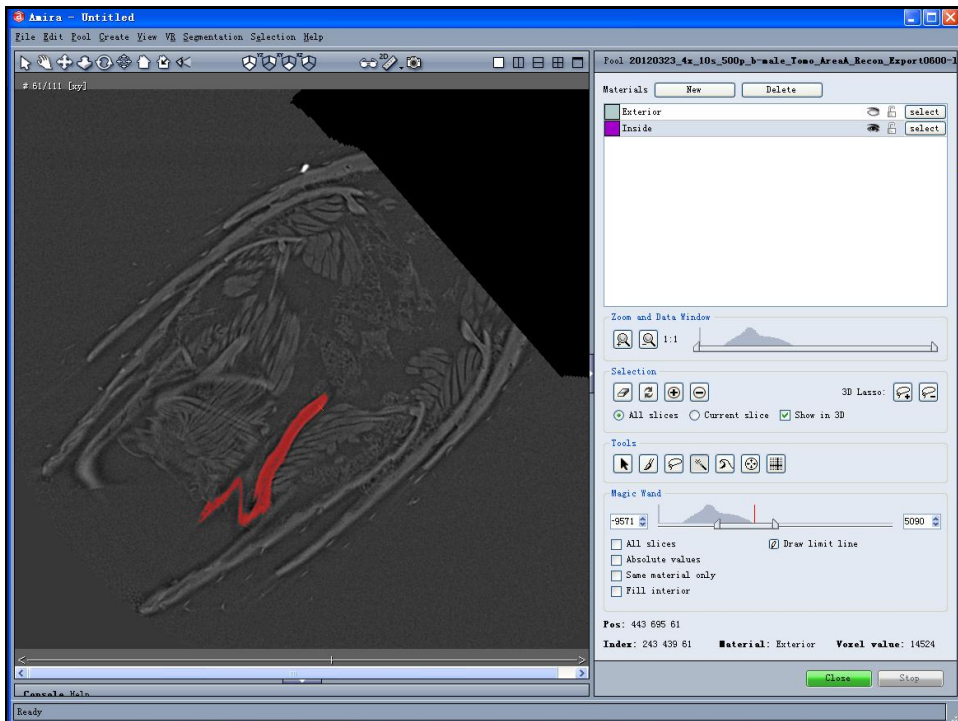 Amira - Untitled
File Edit Pool Create View VR Segmentation Selection Help
2D
# 61/111 [xy]
Pool 20120323_4x_10s_500p_b-male_Tomo_AreaA_Recon_Export0600-1
Materials New Delete
Exterior select
Inside select
Zoom and Data Window
1:1
Selection
3D Lasso:
All slices Current slice Show in 3D
Tools
Magic Wand
-9571 5090
All slices Draw limit line
Absolute values
Same material only
Fill interior
Pos: 443 695 61
Index: 243 439 61 Material: Exterior Voxel value: 14524
Close Stop
Console Help
Ready